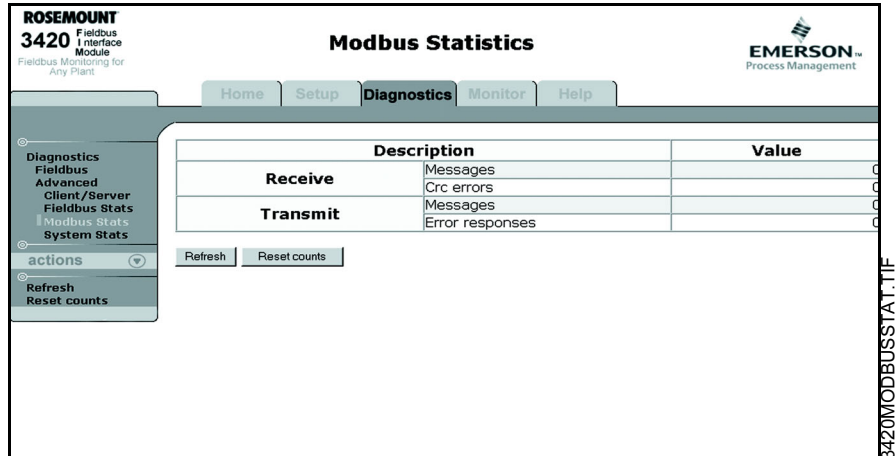 ROSEMOUNT
3420 Fieldbus Interface Module
Fieldbus Monitoring for
Any Plant
Modbus Statistics
EMERSON™
Process Management
Home Setup Diagnostics Monitor Help
Diagnostics
Fieldbus
Advanced
Client/Server
Fieldbus Stats
Modbus Stats
System Stats
actions
Refresh
Reset counts
Description Value
Receive Messages 0
Crc errors 0
Transmit Messages 0
Error responses 0
Refresh Reset counts
3420MODBUSSTAT.TIF